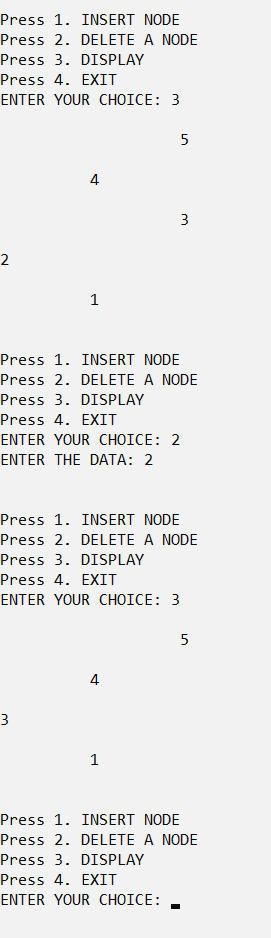 Press 1. INSERT NODE
Press 2. DELETE A NODE
Press 3. DISPLAY
Press 4. EXIT
ENTER YOUR CHOICE: 3
5
4
3
2
1
Press 1. INSERT NODE
Press 2. DELETE A NODE
Press 3. DISPLAY
Press 4. EXIT
ENTER YOUR CHOICE: 2
ENTER THE DATA: 2
Press 1. INSERT NODE
Press 2. DELETE A NODE
Press 3. DISPLAY
Press 4. EXIT
ENTER YOUR CHOICE: 3
5
4
3
1
Press 1. INSERT NODE
Press 2. DELETE A NODE
Press 3. DISPLAY
Press 4. EXIT
ENTER YOUR CHOICE: